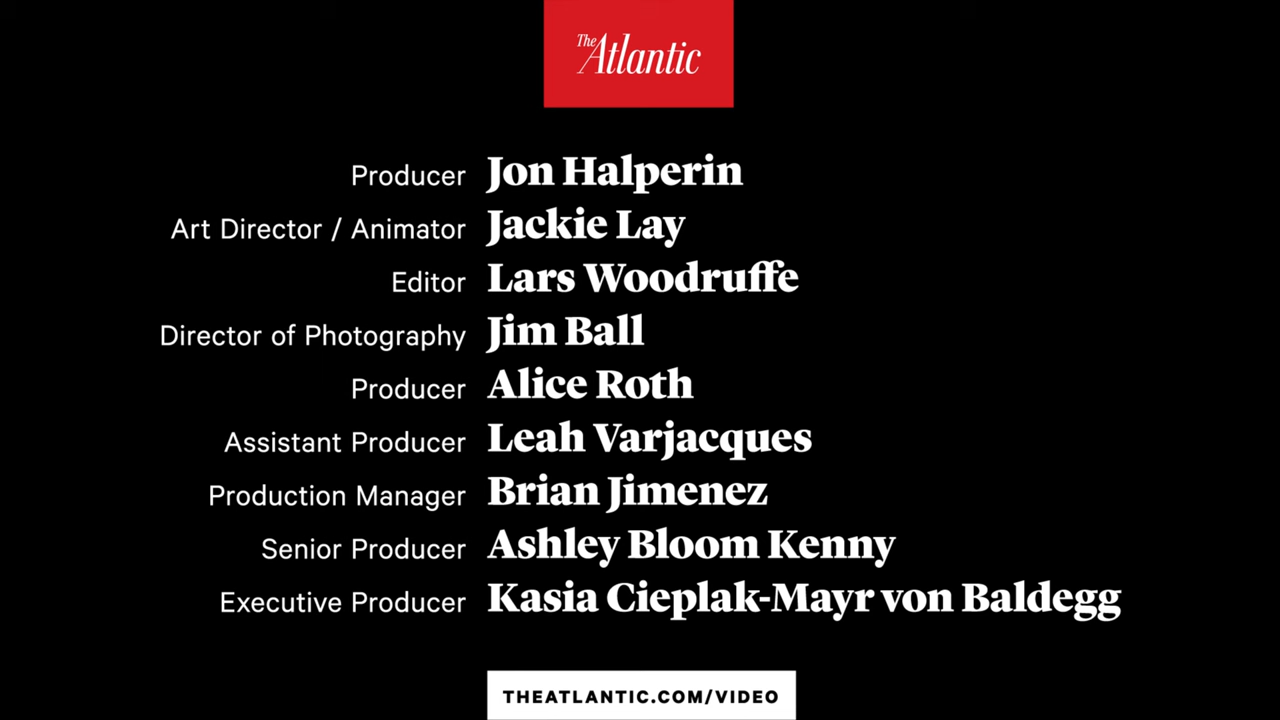 The Atlantic
Producer Jon Halperin
Art Director / Animator Jackie Lay
Editor Lars Woodruffe
Director of Photography Jim Ball
Producer Alice Roth
Assistant Producer Leah Varjacques
Production Manager Brian Jimenez
Senior Producer Ashley Bloom Kenny
Executive Producer Kasia Cieplak-Mayr von Baldegg
THEATLANTIC.COM/VIDEO